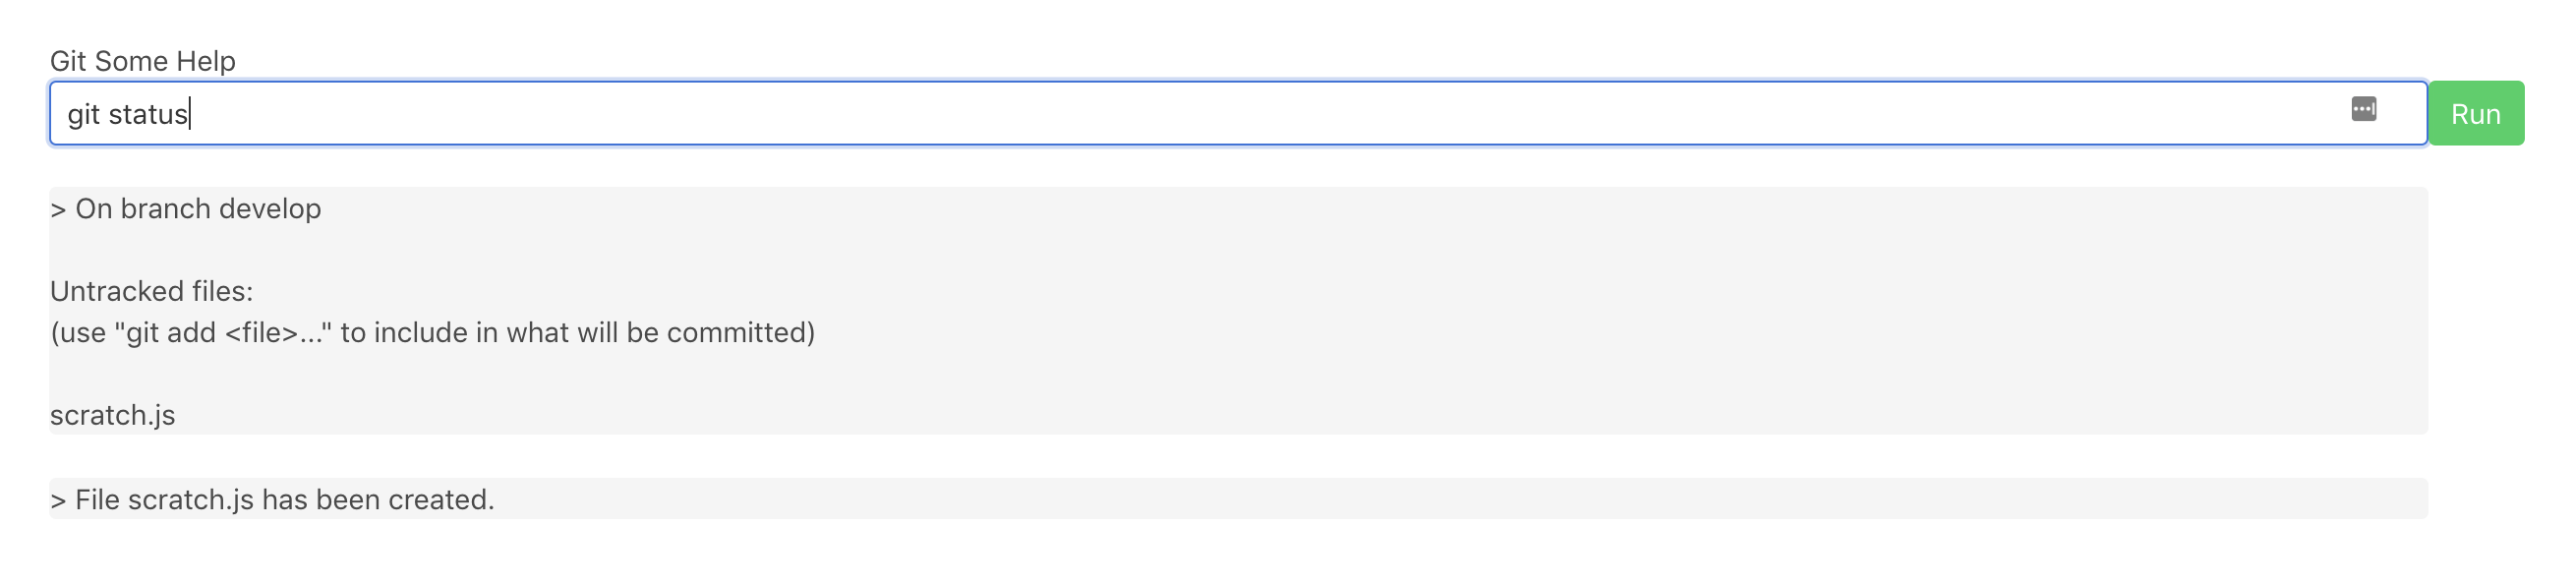 Git Some Help
git status
Run
> On branch develop
Untracked files:
(use "git add <file>..." to include in what will be committed)
scratch.js
> File scratch.js has been created.